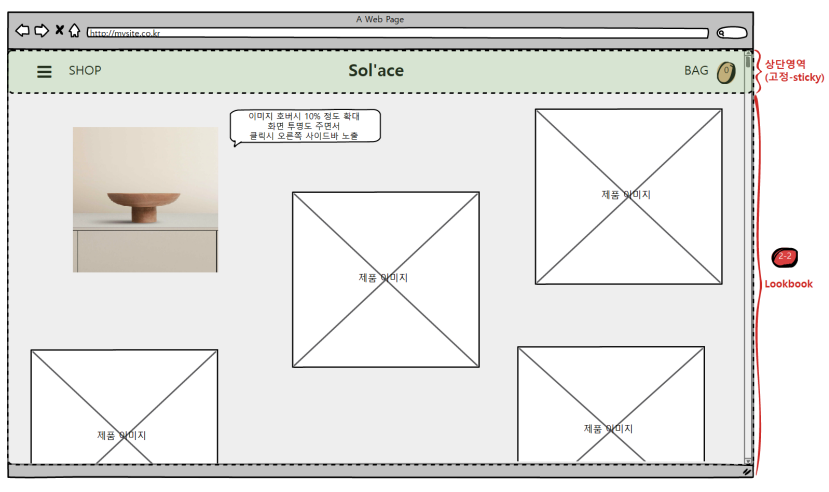 A Web Page
http://mysite.co.kr
SHOP
Sol'ace
BAG
0
상단영역
(고정-sticky)
이미지 호버시 10% 정도 확대
화면 투명도 주면서
클릭시 오른쪽 사이드바 노출
제품 이미지
제품 이미지
2-2
Lookbook
제품 이미지
제품 이미지